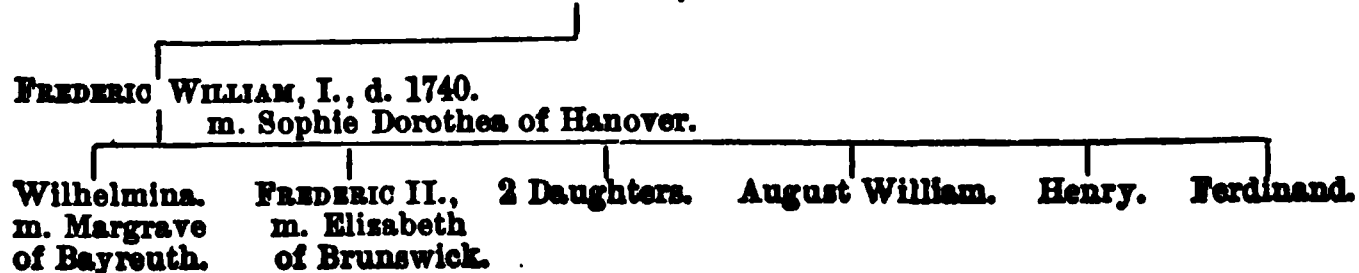 FREDERIC WILLIAM, I., d. 1740.
m. Sophie Dorothea of Hanover.
Wilhelmina. FREDERIC II., 2 Daughters. August William. Henry. Ferdinand.
m. Margrave m. Elizabeth
of Bayreuth. of Brunswick.